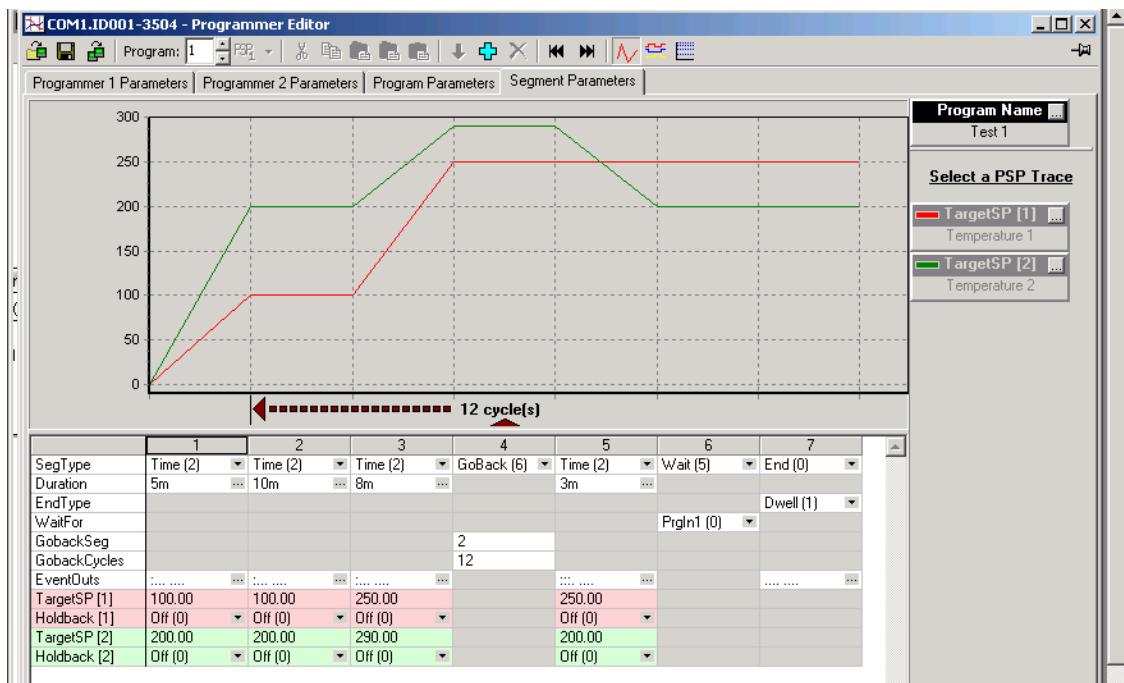 COM1.ID001-3504 - Programmer Editor
Program: 1
Programmer 1 Parameters Programmer 2 Parameters Program Parameters Segment Parameters
300
250
200
150
100
50
0
12 cycle(s)
Program Name ...
Test 1
Select a PSP Trace
TargetSP [1] ...
Temperature 1
TargetSP [2] ...
Temperature 2
1 2 3 4 5 6 7
SegType Time (2) Time (2) Time (2) GoBack (6) Time (2) Wait (5) End (0)
Duration 5m ... 10m ... 8m ... 3m ...
EndType Dwell (1)
WaitFor PrgIn1 (0)
GobackSeg 2
GobackCycles 12
EventOuts :... .... ... :... .... ... :... .... ... ::: .... ... .... .... ...
TargetSP [1] 100.00 100.00 250.00 250.00
Holdback [1] Off (0) Off (0) Off (0) Off (0)
TargetSP [2] 200.00 200.00 290.00 200.00
Holdback [2] Off (0) Off (0) Off (0) Off (0)